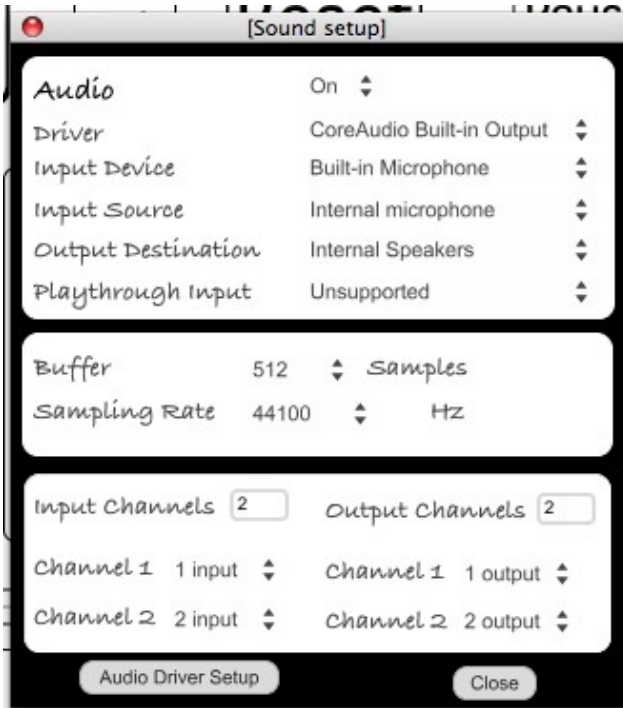 [Sound setup]
Audio On
Driver CoreAudio Built-in Output
Input Device Built-in Microphone
Input Source Internal microphone
Output Destination Internal Speakers
Playthrough Input Unsupported
Buffer 512 Samples
Sampling Rate 44100 Hz
Input Channels 2 Output Channels 2
Channel 1 1 input Channel 1 1 output
Channel 2 2 input Channel 2 2 output
Audio Driver Setup Close